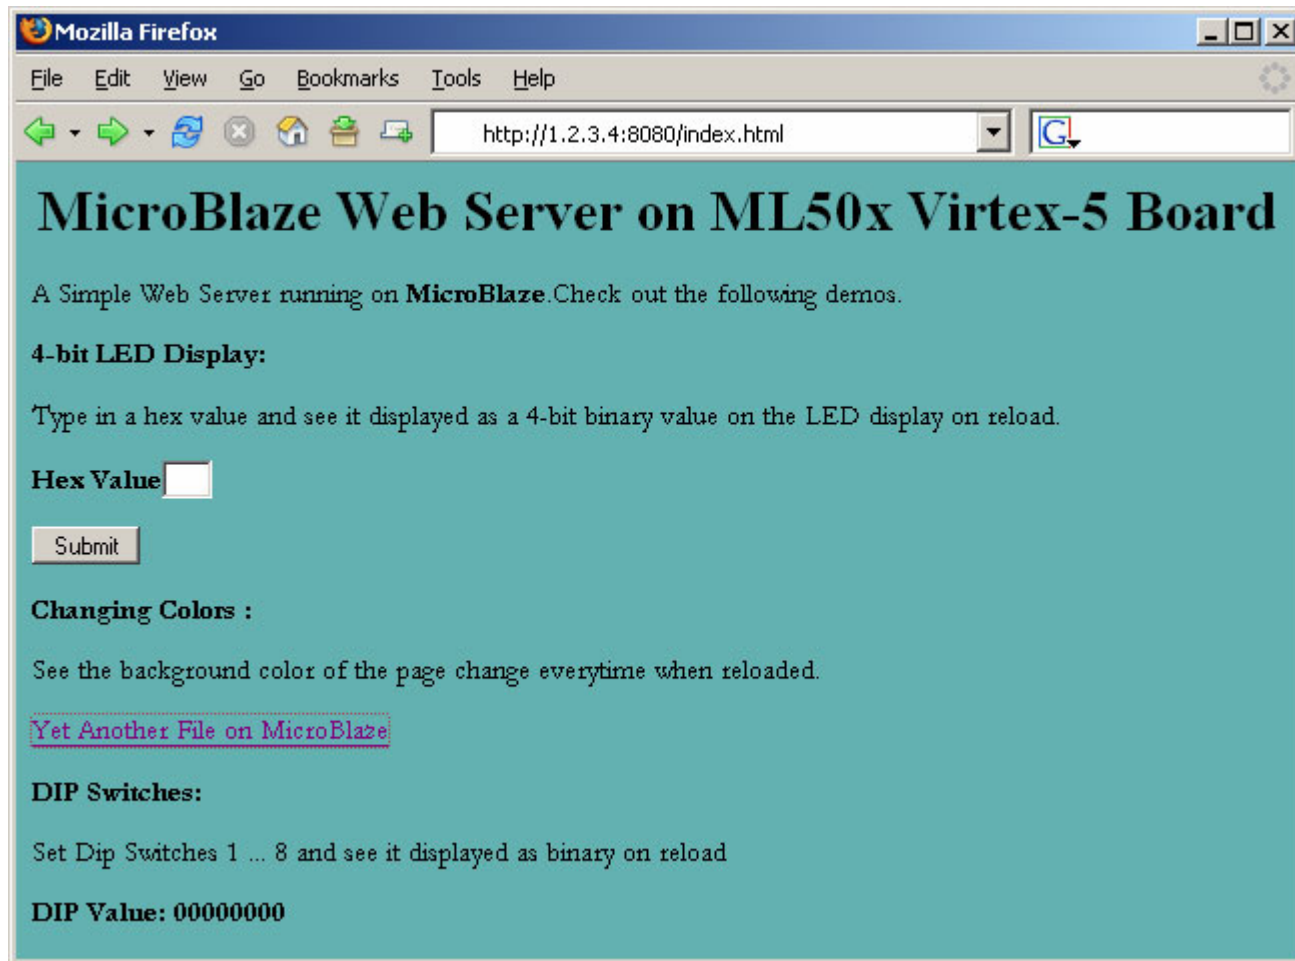 Mozilla Firefox
File Edit View Go Bookmarks Tools Help
http://1.2.3.4:8080/index.html G
MicroBlaze Web Server on ML50x Virtex-5 Board
A Simple Web Server running on MicroBlaze.Check out the following demos.
4-bit LED Display:
Type in a hex value and see it displayed as a 4-bit binary value on the LED display on reload.
Hex Value
Submit
Changing Colors :
See the background color of the page change everytime when reloaded.
Yet Another File on MicroBlaze
DIP Switches:
Set Dip Switches 1 ... 8 and see it displayed as binary on reload
DIP Value: 00000000